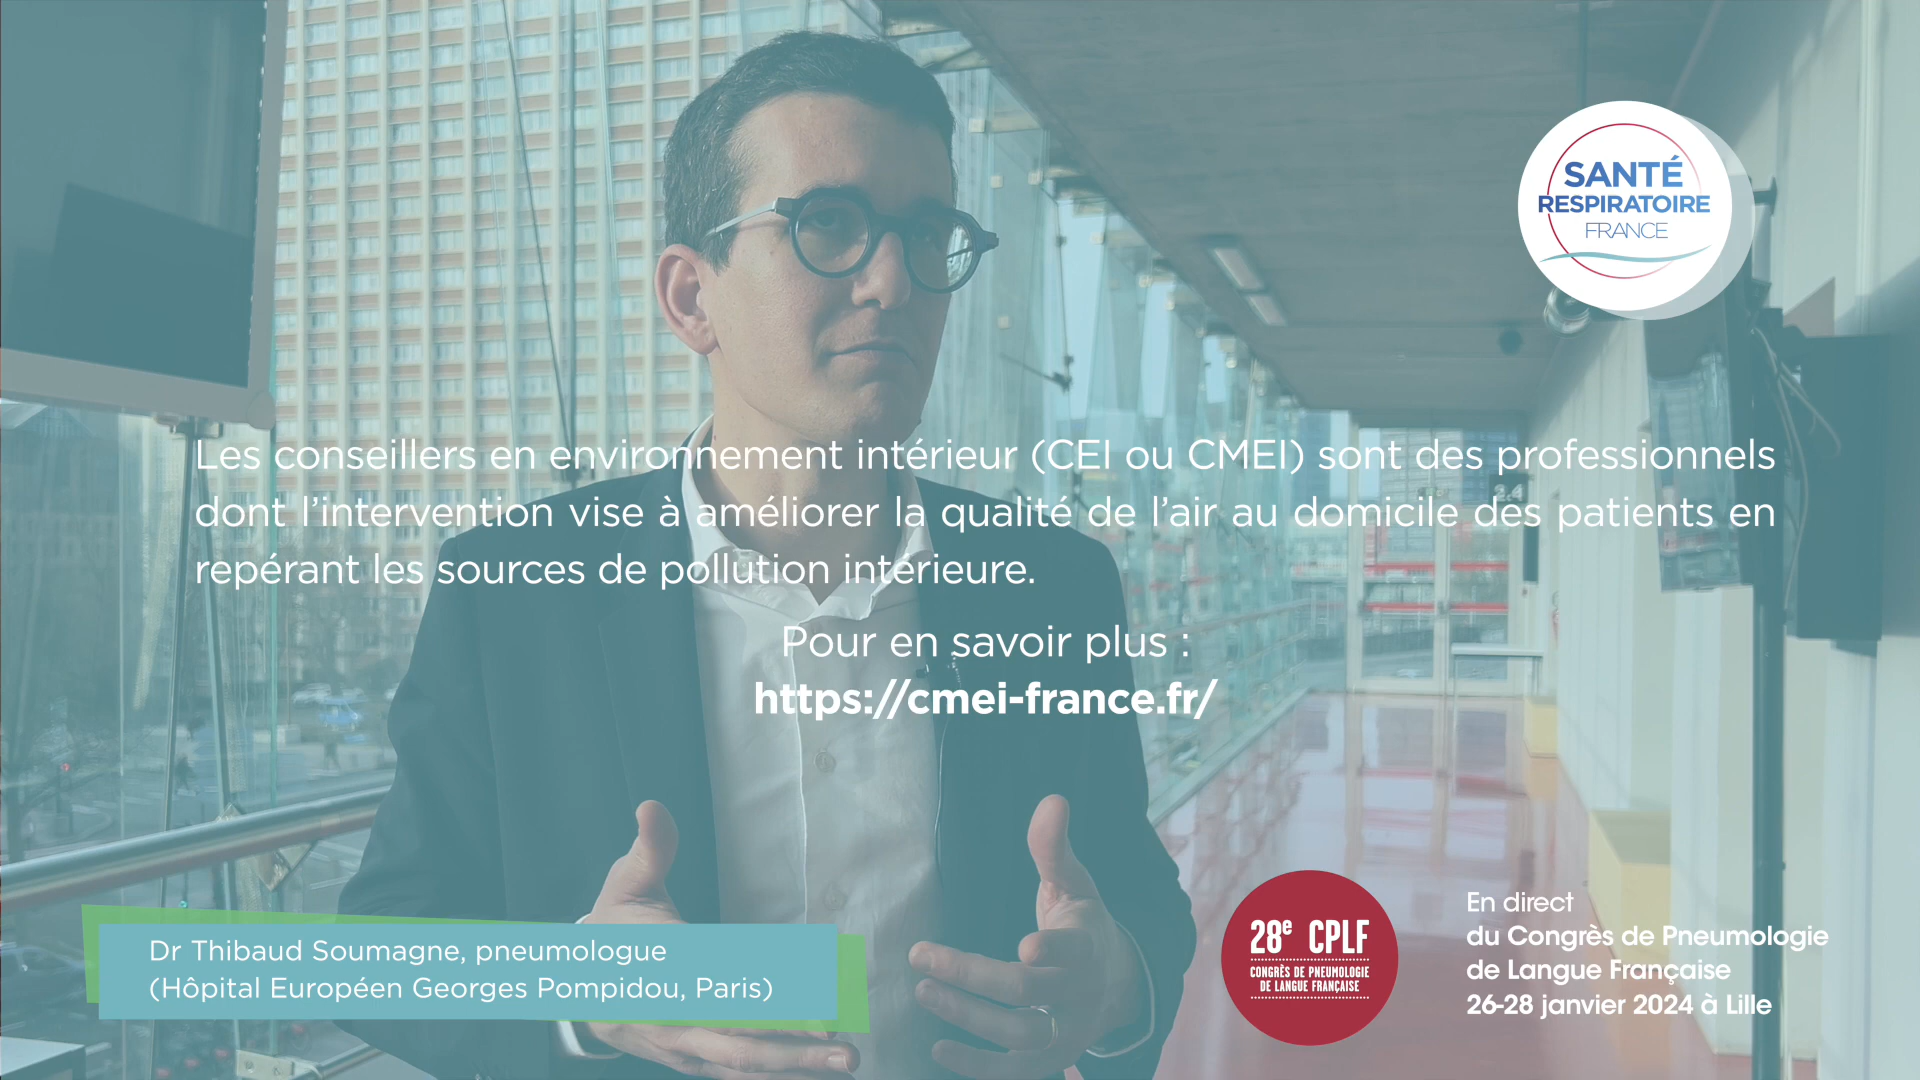 SANTÉ
RESPIRATOIRE
FRANCE
Les conseillers en environnement intérieur (CEI ou CMEI) sont des professionnels
dont l'intervention vise à améliorer la qualité de l'air au domicile des patients en
repérant les sources de pollution intérieure.
Pour en savoir plus :
https://cmei-france.fr/
2.4
Dr Thibaud Soumagne, pneumologue
(Hôpital Européen Georges Pompidou, Paris)
28e CPLF
CONGRÈS DE PNEUMOLOGIE
DE LANGUE FRANÇAISE
En direct
du Congrès de Pneumologie
de Langue Française
26-28 janvier 2024 à Lille